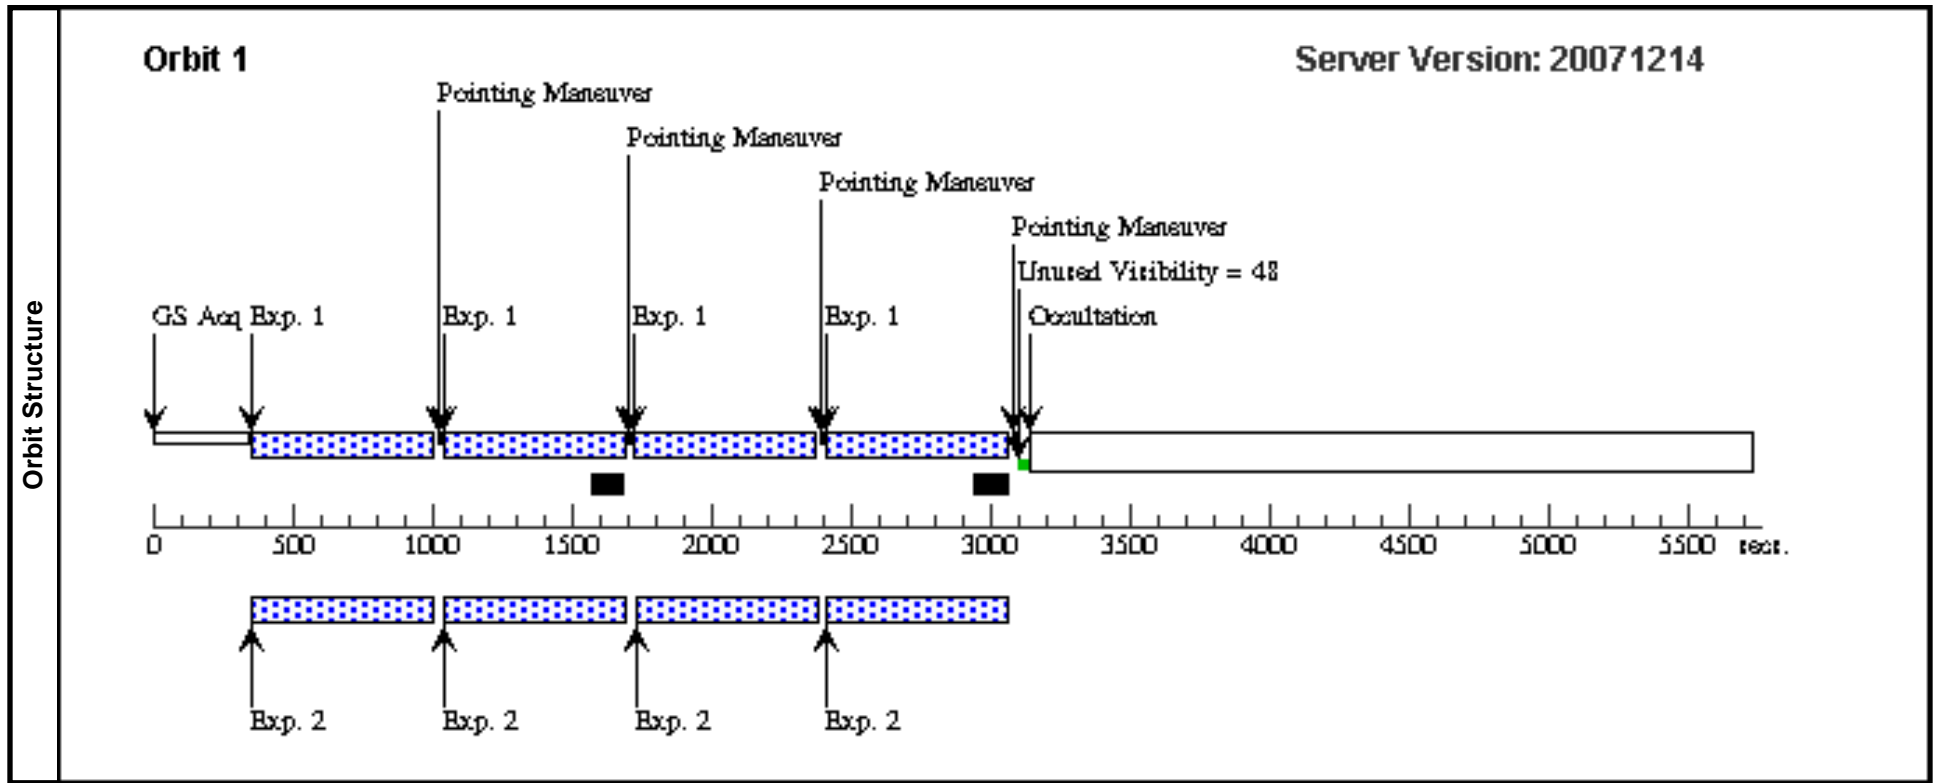 Orbit Structure
Orbit 1
Server Version: 20071214
Pointing Maneuver
Pointing Maneuver
Pointing Maneuver
Pointing Maneuver
Unused Visibility = 48
GS Acq Exp. 1 Exp. 1 Exp. 1 Exp. 1 Occultation
0 500 1000 1500 2000 2500 3000 3500 4000 4500 5000 5500 secs.
Exp. 2 Exp. 2 Exp. 2 Exp. 2